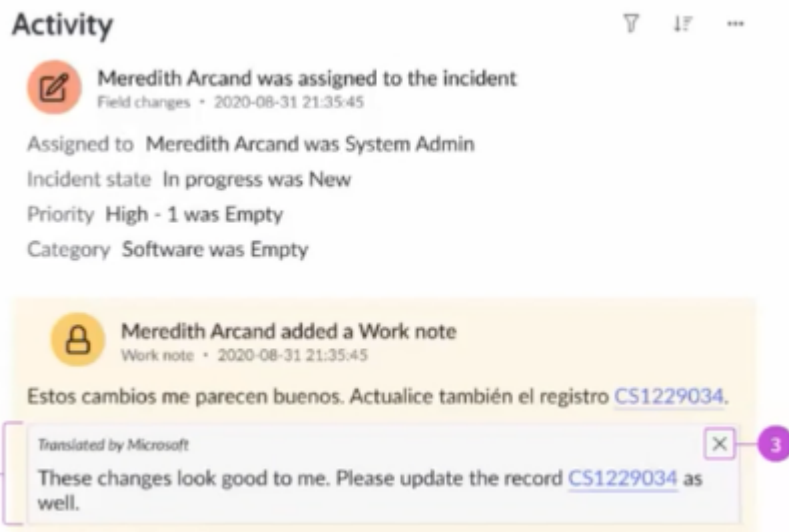 Activity
Meredith Arcand was assigned to the incident
Field changes • 2020-08-31 21:35:45
Assigned to Meredith Arcand was System Admin
Incident state In progress was New
Priority High - 1 was Empty
Category Software was Empty
Meredith Arcand added a Work note
Work note • 2020-08-31 21:35:45
Estos cambios me parecen buenos. Actualice también el registro CS1229034.
Translated by Microsoft
3
These changes look good to me. Please update the record CS1229034 as
well.